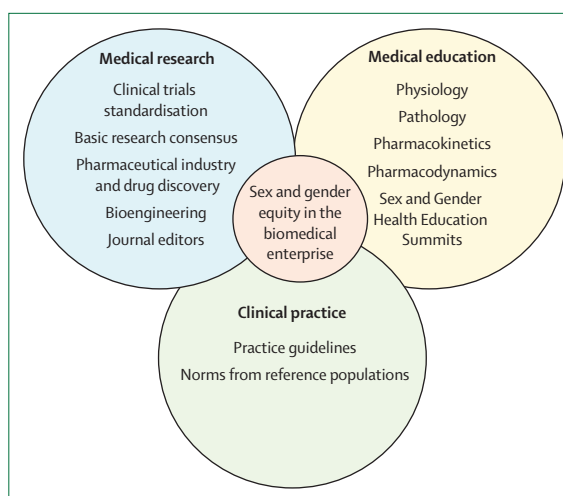 Medical research
Clinical trials
standardisation
Basic research consensus
Pharmaceutical industry
and drug discovery
Bioengineering
Journal editors
Medical education
Physiology
Pathology
Pharmacokinetics
Pharmacodynamics
Sex and Gender
Health Education
Summits
Sex and gender
equity in the
biomedical
enterprise
Clinical practice
Practice guidelines
Norms from reference populations